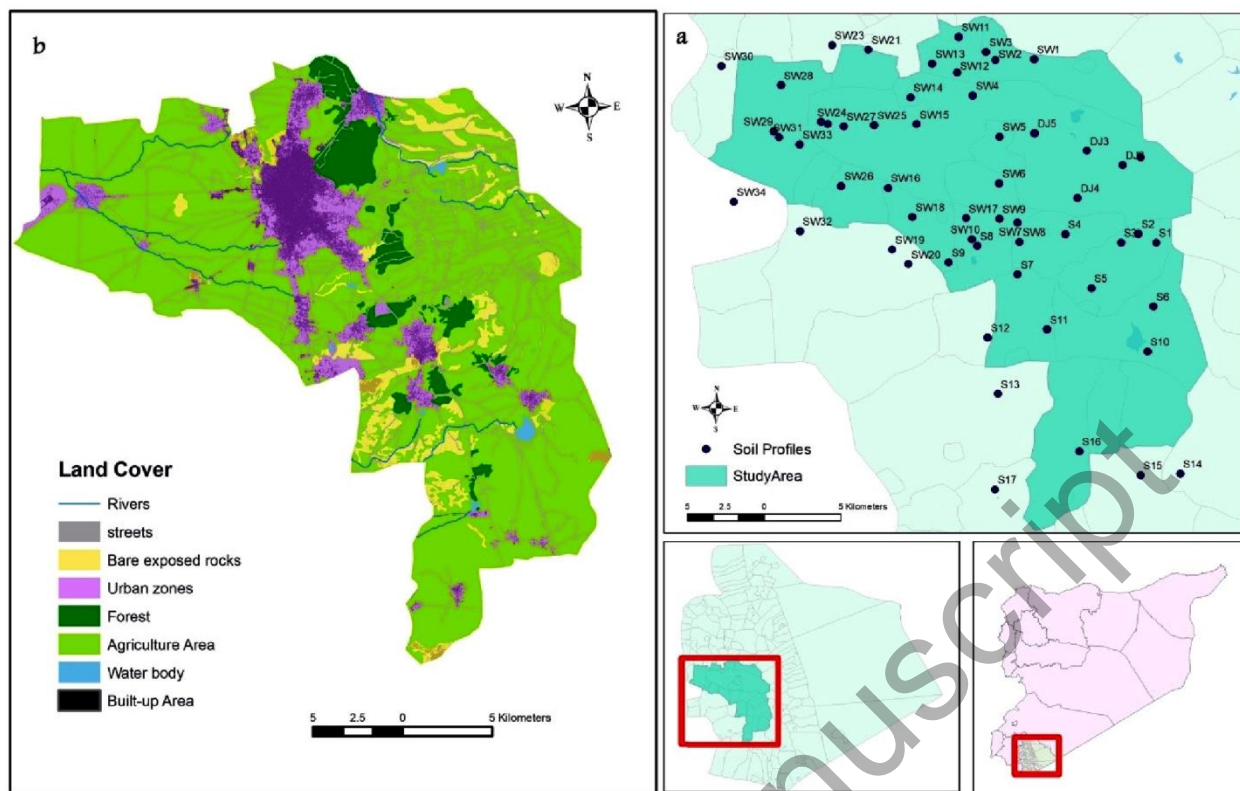 b
N
W E
S
Land Cover
Rivers
streets
Bare exposed rocks
Urban zones
Forest
Agriculture Area
Water body
Built-up Area
5 2.5 0 5 Kilometers
a
SW11
SW23
SW21
SW3
SW1
SW2
SW30
SW13
SW12
SW28
SW14
SW4
SW24
SW27
SW25
SW15
SW29
SW31
SW33
SW5
DJ5
DJ3
SW26
SW16
SW6
DJ4
SW34
SW18
SW17
SW9
SW32
SW10
S8
SW7
SW8
S4
S2
S3
S1
SW19
SW20
S9
S7
S5
S6
S12
S11
S10
S13
S16
S15
S14
S17
N
W E
S
Soil Profiles
StudyArea
5 2.5 0 5 Kilometers
nuscript